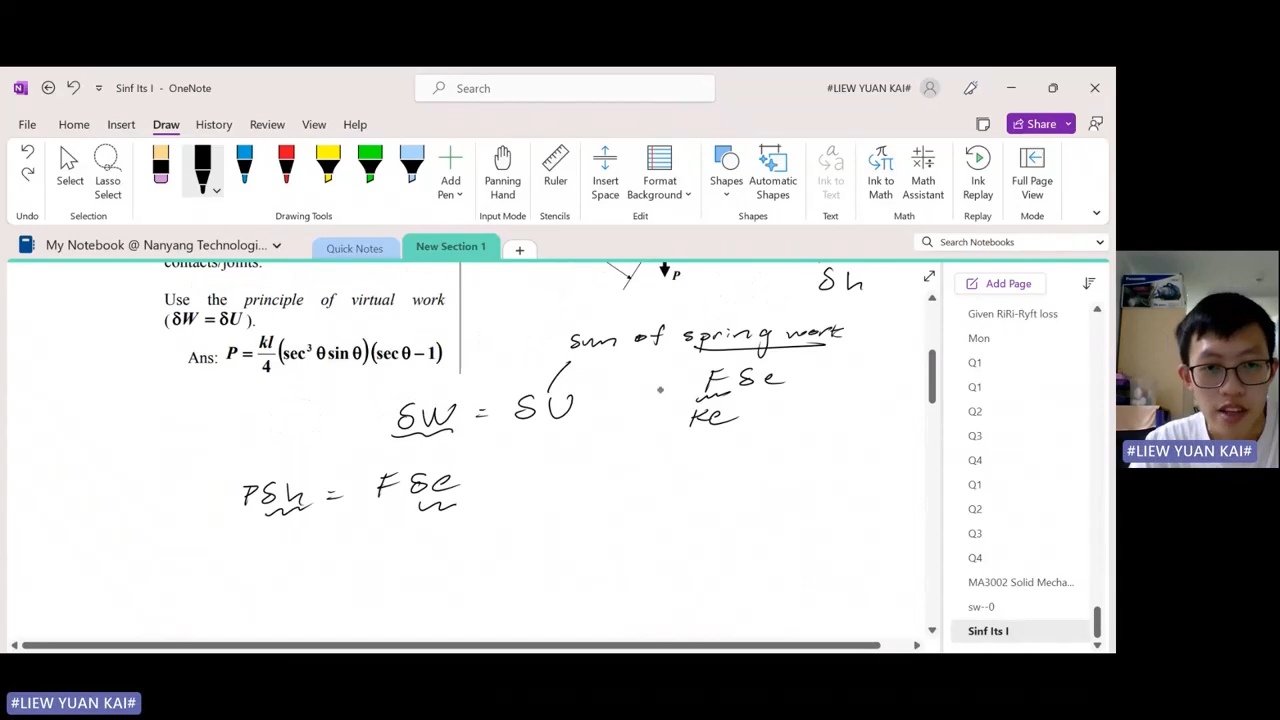 Sinf Its I - OneNote
Search
#LIEW YUAN KAI#
File Home Insert Draw History Review View Help
Share
Select
Lasso Select
Add Pen
Panning Hand
Ruler
Insert Space
Format Background
Shapes
Automatic Shapes
Ink to Text
Ink to Math
Math Assistant
Ink Replay
Full Page View
Undo
Selection
Drawing Tools
Input Mode
Stencils
Edit
Shapes
Text
Math
Replay
Mode
My Notebook @ Nanyang Technologi...
Quick Notes
New Section 1
Search Notebooks
contacts/joints.
Use the principle of virtual work
(δW = δU).
Ans: P = kl/4 (sec³ θ sin θ)(sec θ − 1)
P
δh
sum of spring work
F δe
ke
δW = δU
Pδh = F δe
Add Page
Given RiRi-Ryft loss
Mon
Q1
Q1
Q2
Q3
Q4
Q1
Q2
Q3
Q4
MA3002 Solid Mecha...
sw--0
Sinf Its I
#LIEW YUAN KAI#
#LIEW YUAN KAI#